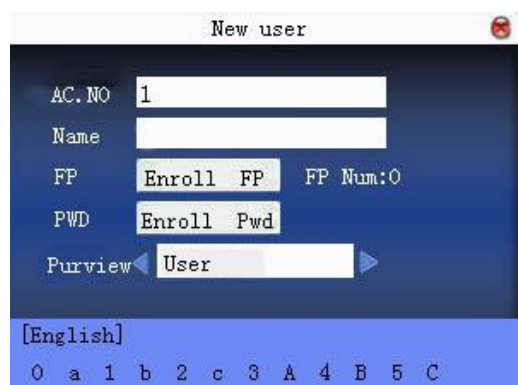 New user
AC.NO 1
Name
FP Enroll FP FP Num:0
PWD Enroll Pwd
Purview User
[English]
0 a 1 b 2 c 3 A 4 B 5 C